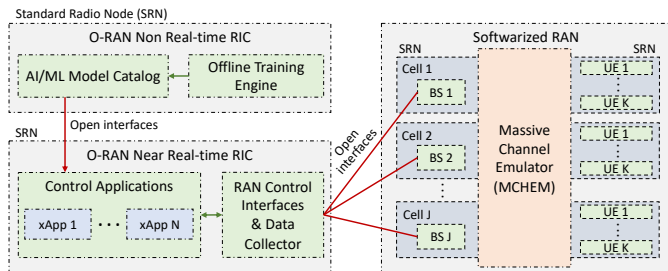 Standard Radio Node (SRN)
O-RAN Non Real-time RIC
AI/ML Model Catalog
Offline Training
Engine
Open interfaces
SRN
O-RAN Near Real-time RIC
Control Applications
xApp 1
• • •
xApp N
RAN Control
Interfaces
& Data
Collector
Open
interfaces
Softwarized RAN
SRN
SRN
Cell 1
BS 1
Cell 2
BS 2
Cell J
BS J
Massive
Channel
Emulator
(MCHEM)
UE 1
UE K
UE 1
UE K
UE 1
UE K